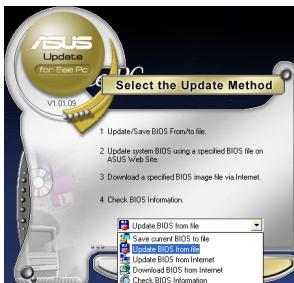 ASUS
Update
for Eee Pc
V1.01.09
Select the Update Method
1 Update/Save BIOS From/to file.
2 Update system BIOS using a specified BIOS file on
ASUS Web Site.
3 Download a specified BIOS image file via Internet.
4 Check BIOS Information.
Update BIOS from file
Save current BIOS to file
Update BIOS from file
Update BIOS from Internet
Download BIOS from Internet
Check BIOS Information